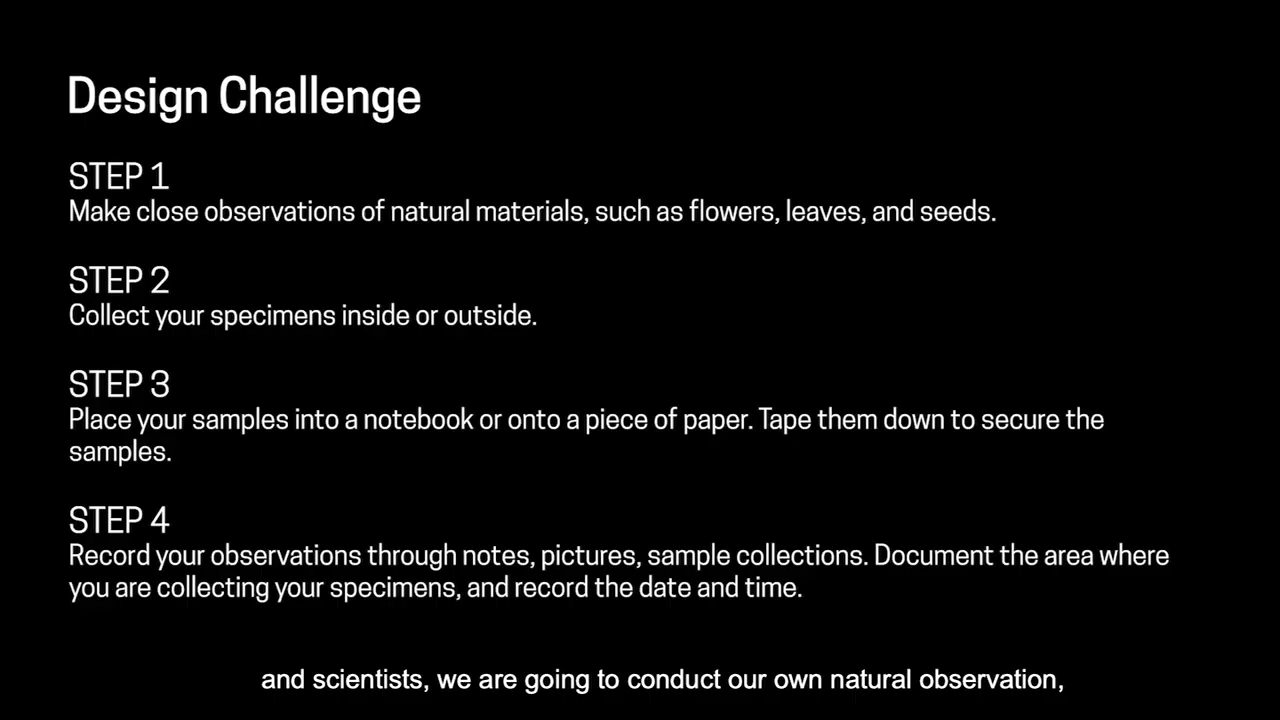 Design Challenge
STEP 1
Make close observations of natural materials, such as flowers, leaves, and seeds.
STEP 2
Collect your specimens inside or outside.
STEP 3
Place your samples into a notebook or onto a piece of paper. Tape them down to secure the
samples.
STEP 4
Record your observations through notes, pictures, sample collections. Document the area where
you are collecting your specimens, and record the date and time.
and scientists, we are going to conduct our own natural observation,